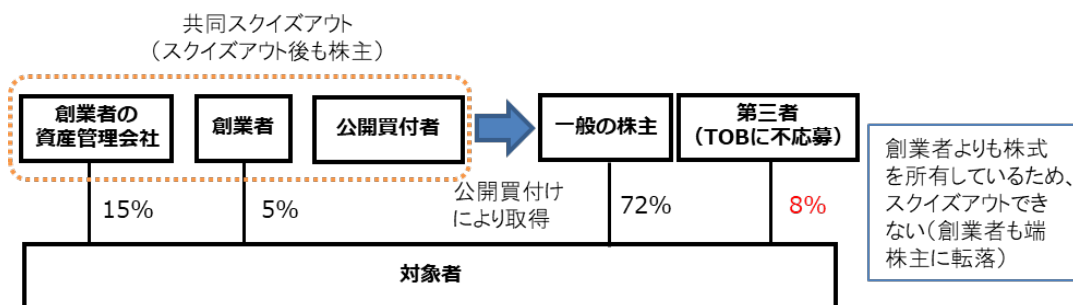 共同スクイズアウト
（スクイズアウト後も株主）
創業者の
資産管理会社
創業者
公開買付者
一般の株主
第三者
（TOBに不応募）
15%
5%
公開買付け
により取得
72%
8%
対象者
創業者よりも株式
を所有しているため、
スクイズアウトでき
ない（創業者も端
株主に転落）